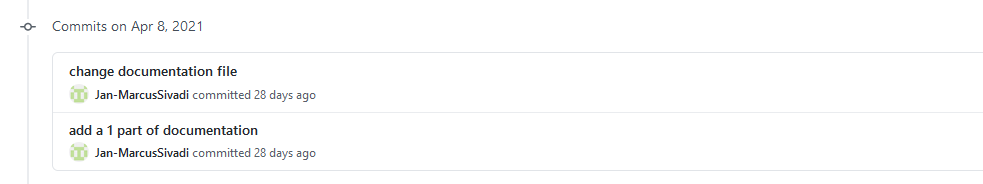 Commits on Apr 8, 2021
change documentation file
Jan-MarcusSivadi committed 28 days ago
add a 1 part of documentation
Jan-MarcusSivadi committed 28 days ago